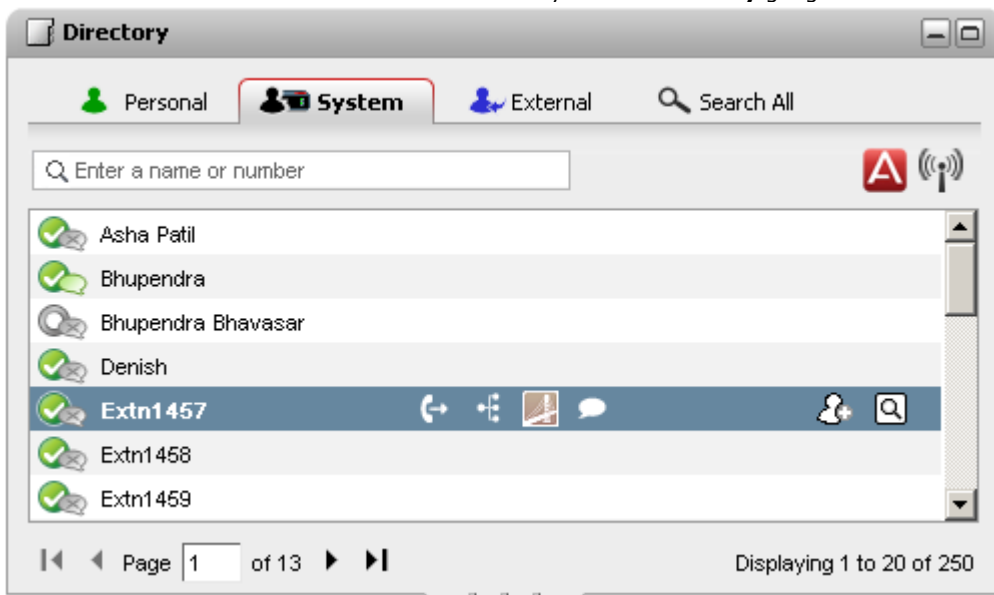 Directory
Personal System External Search All
Enter a name or number
Asha Patil
Bhupendra
Bhupendra Bhavasar
Denish
Extn1457
Extn1458
Extn1459
Page 1 of 13 Displaying 1 to 20 of 250